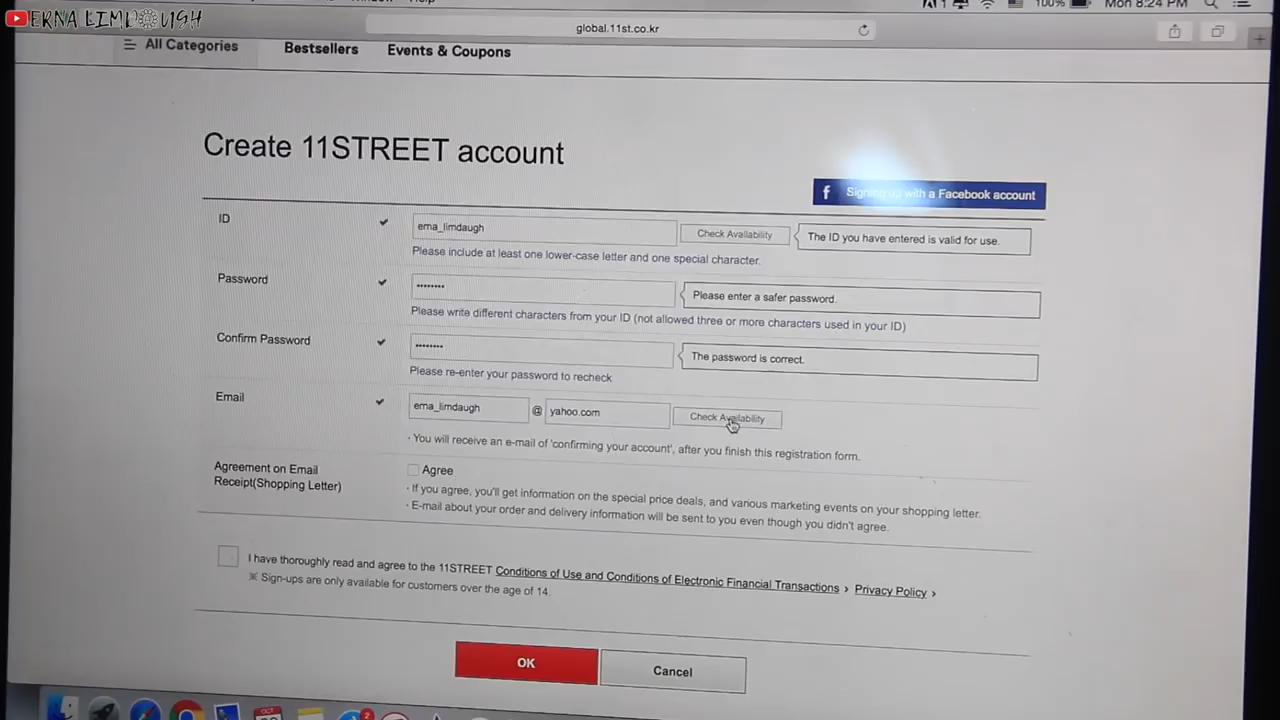 ERNA LIMDOUGH
100%
Mon 8:24 PM
global.11st.co.kr
All Categories
Bestsellers
Events & Coupons
Create 11STREET account
f Signing up with a Facebook account
ID
erna_limdaugh
Check Availability
The ID you have entered is valid for use.
Please include at least one lower-case letter and one special character.
Password
••••••••
Please enter a safer password.
Please write different characters from your ID (not allowed three or more characters used in your ID)
Confirm Password
••••••••
The password is correct.
Please re-enter your password to recheck
Email
erna_limdaugh @ yahoo.com
Check Availability
· You will receive an e-mail of 'confirming your account', after you finish this registration form.
Agreement on Email
Receipt(Shopping Letter)
Agree
· If you agree, you'll get information on the special price deals, and various marketing events on your shopping letter.
· E-mail about your order and delivery information will be sent to you even though you didn't agree.
I have thoroughly read and agree to the 11STREET Conditions of Use and Conditions of Electronic Financial Transactions › Privacy Policy ›
※ Sign-ups are only available for customers over the age of 14.
OK
Cancel
OCT
2